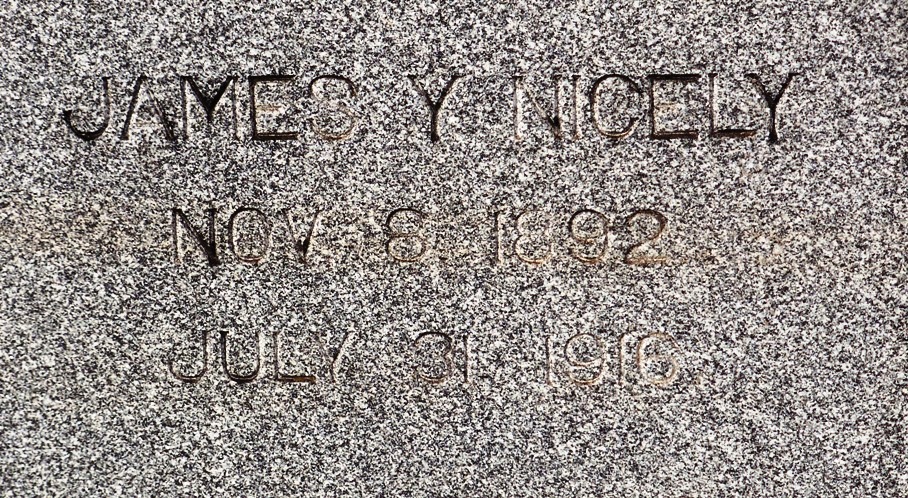 JAMES Y NICELY
NOV 8 1892
JULY 31 1916